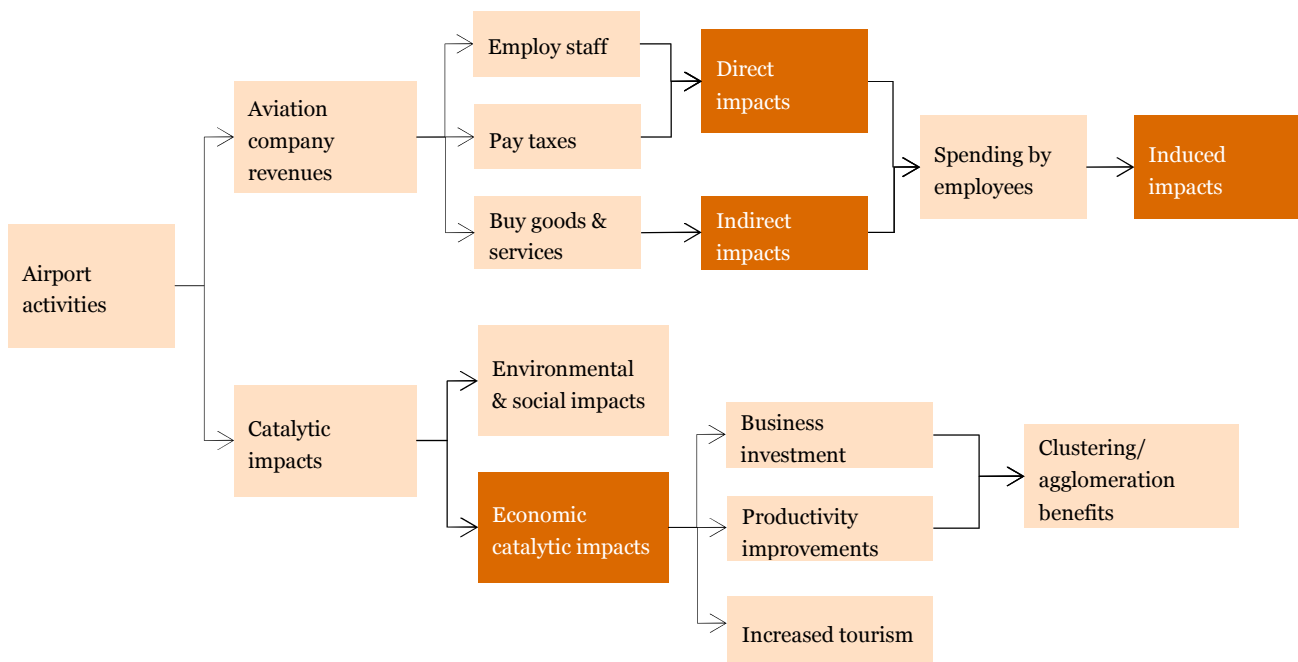 Employ staff
Direct
impacts
Aviation
company
revenues
Pay taxes
Spending by
employees
Induced
impacts
Buy goods &
services
Indirect
impacts
Airport
activities
Environmental
& social impacts
Catalytic
impacts
Business
investment
Clustering/
agglomeration
benefits
Economic
catalytic impacts
Productivity
improvements
Increased tourism